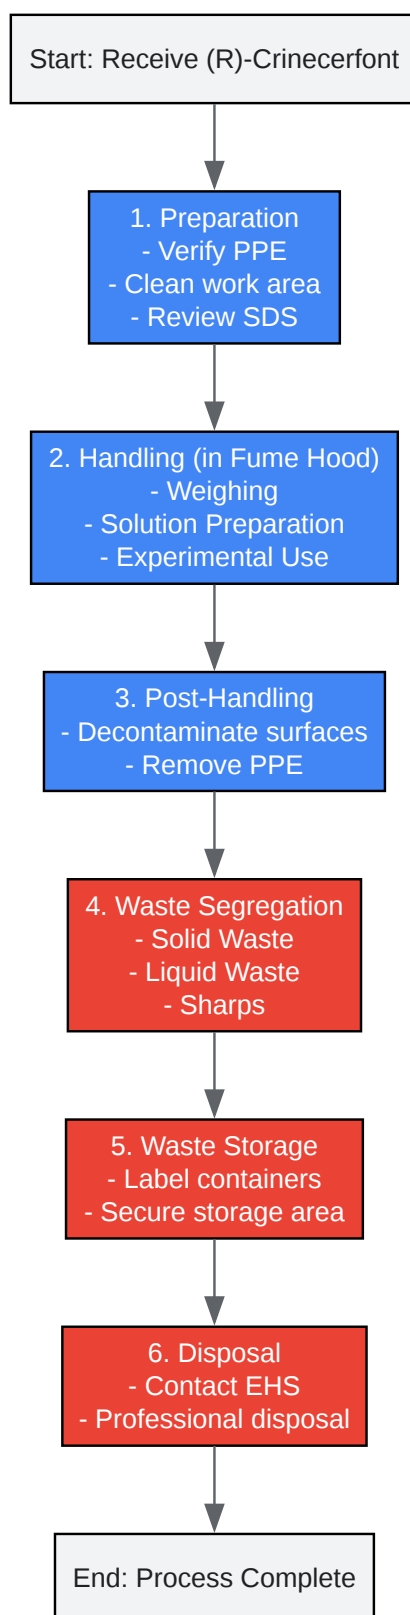 Start: Receive (R)-Crinecerfont
1. Preparation
- Verify PPE
- Clean work area
- Review SDS
2. Handling (in Fume Hood)
- Weighing
- Solution Preparation
- Experimental Use
3. Post-Handling
- Decontaminate surfaces
- Remove PPE
4. Waste Segregation
- Solid Waste
- Liquid Waste
- Sharps
5. Waste Storage
- Label containers
- Secure storage area
6. Disposal
- Contact EHS
- Professional disposal
End: Process Complete